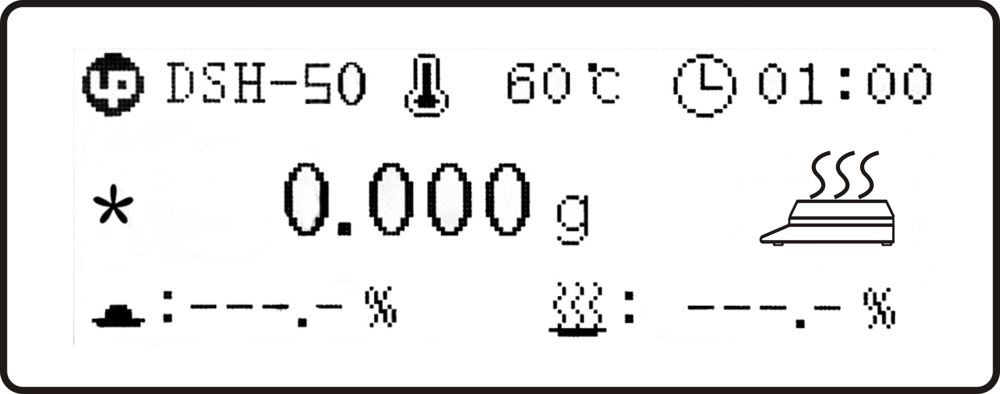 DSH-50 60℃ 01:00
* 0.000 g
: ---.- % : ---.- %